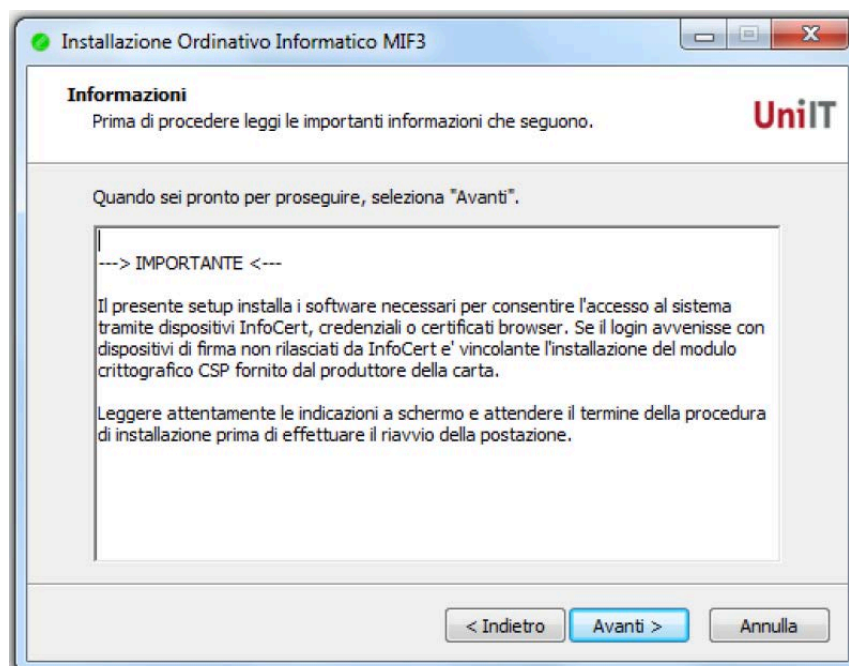 Installazione Ordinativo Informatico MIF3
Informazioni
Prima di procedere leggi le importanti informazioni che seguono.
UniIT
Quando sei pronto per proseguire, seleziona "Avanti".
---> IMPORTANTE <---
Il presente setup installa i software necessari per consentire l'accesso al sistema
tramite dispositivi InfoCert, credenziali o certificati browser. Se il login avvenisse con
dispositivi di firma non rilasciati da InfoCert e' vincolante l'installazione del modulo
crittografico CSP fornito dal produttore della carta.
Leggere attentamente le indicazioni a schermo e attendere il termine della procedura
di installazione prima di effettuare il riavvio della postazione.
< Indietro
Avanti >
Annulla